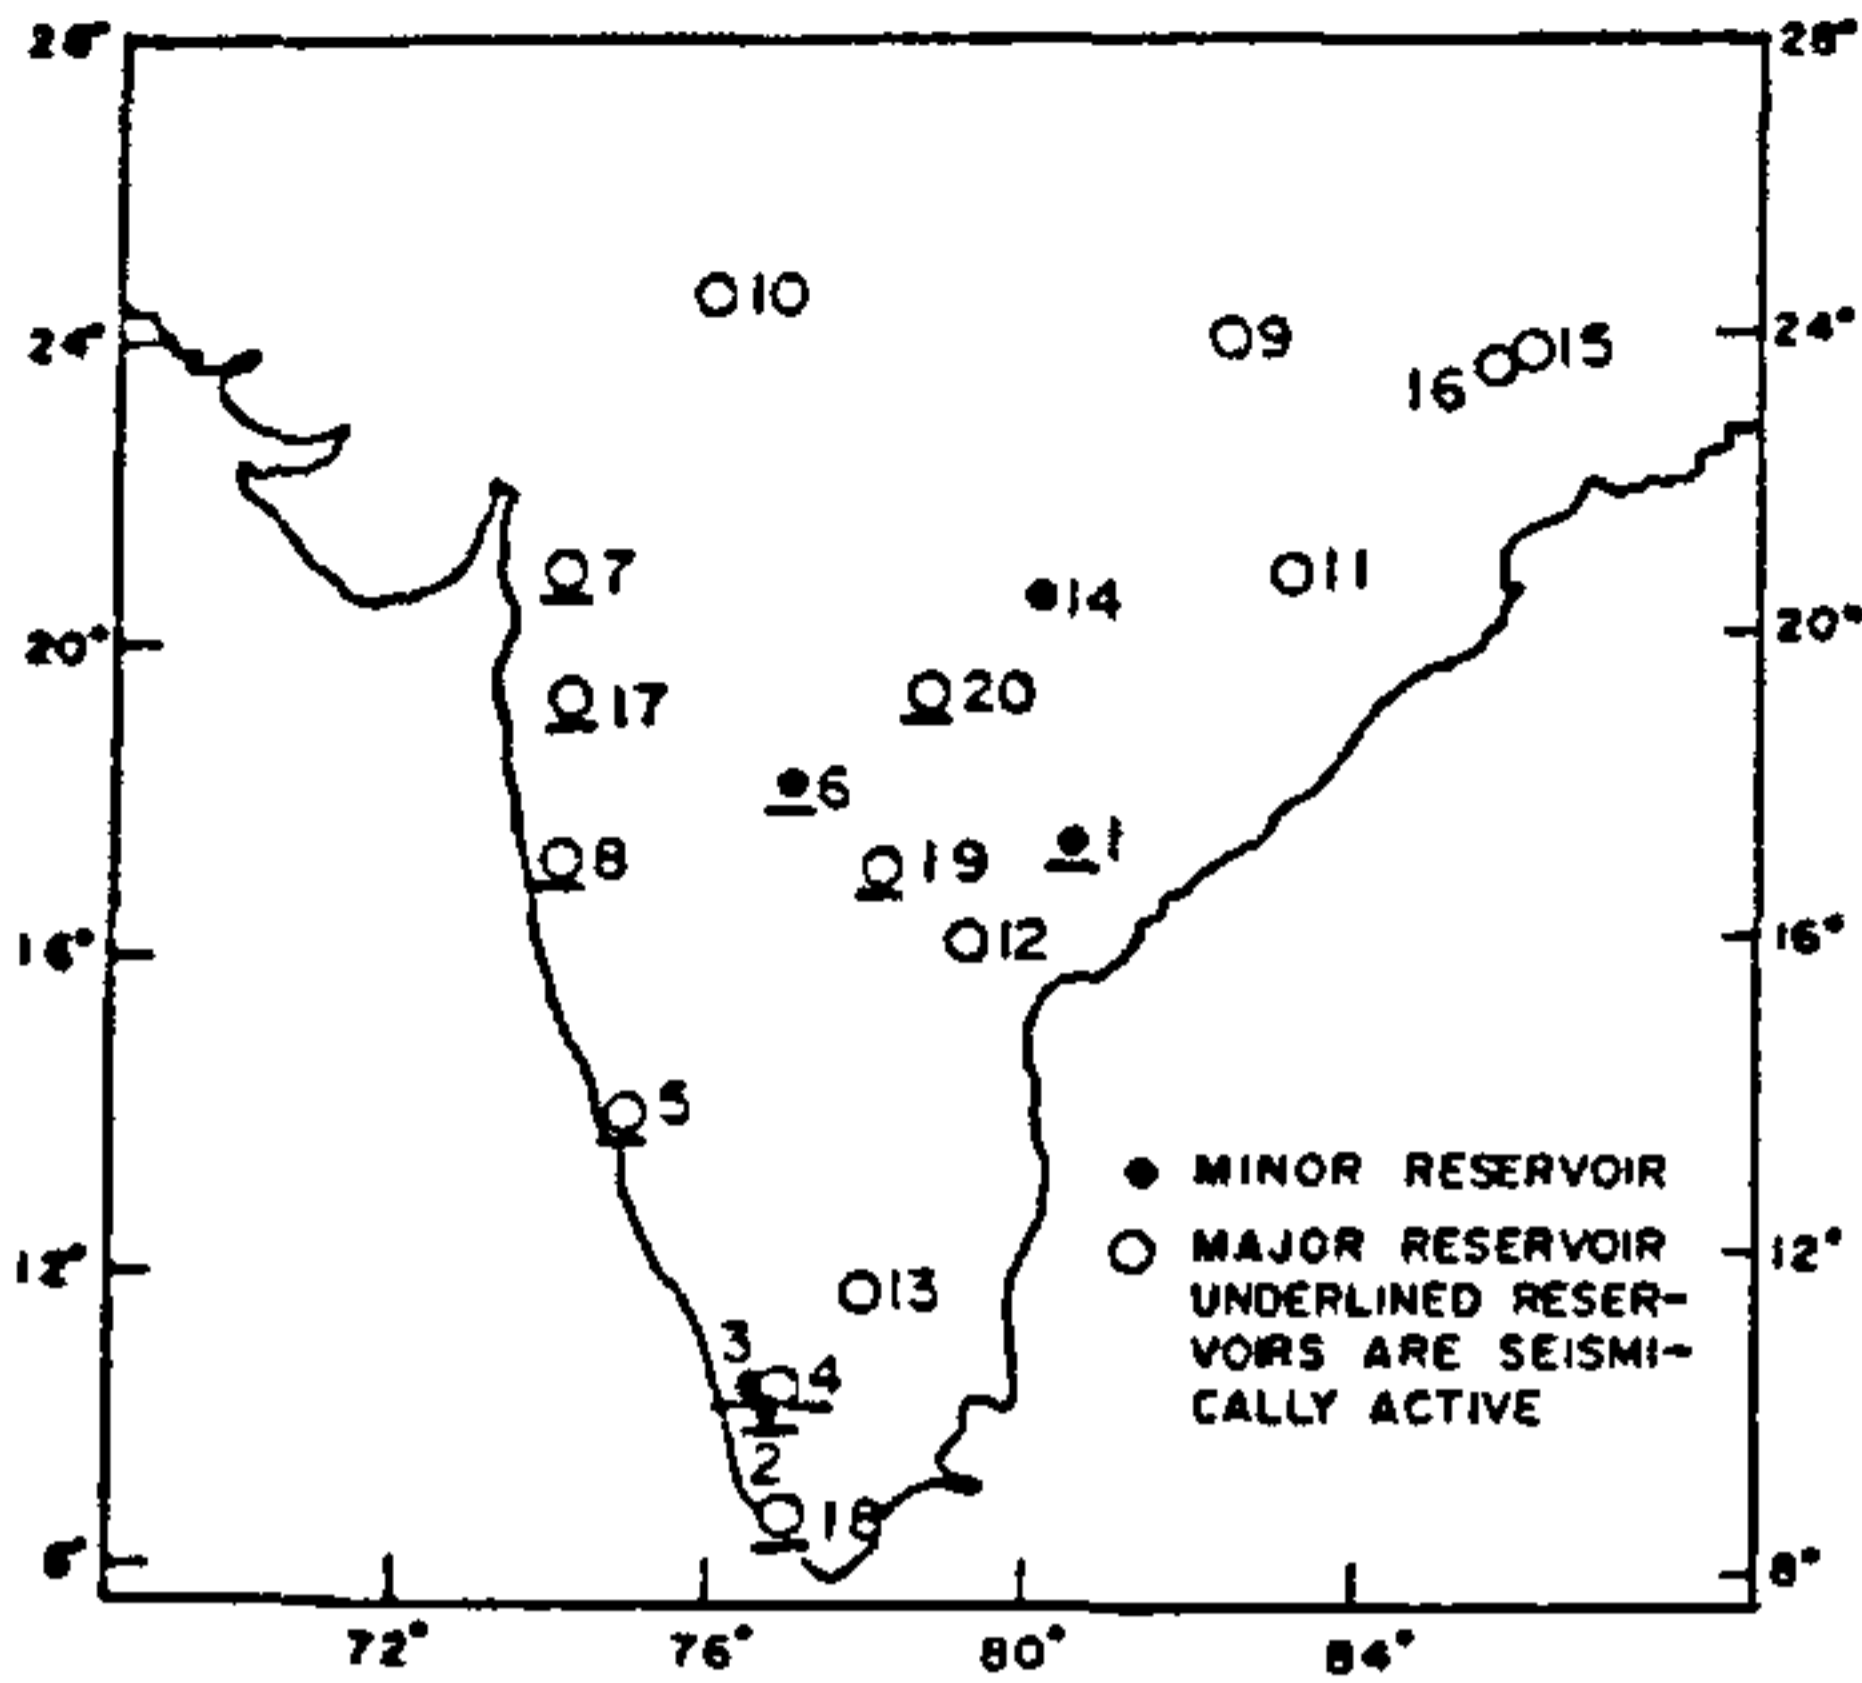 28° 28°
10
24° 9 15 24°
16
7 14 11
20° 20°
17 20
6
8 19 1
16° 12 16°
5
● MINOR RESERVOIR
○ MAJOR RESERVOIR
UNDERLINED RESER-
VOIRS ARE SEISMI-
CALLY ACTIVE
12° 13 12°
3 4
2
18
8° 8°
72° 76° 80° 84°